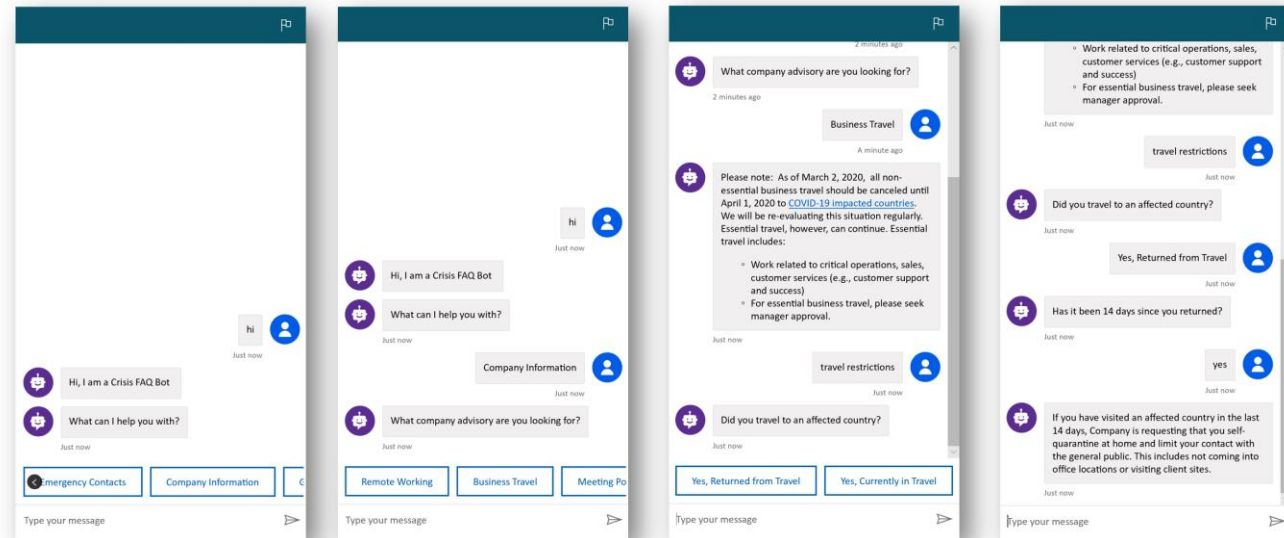 hi
Just now
Hi, I am a Crisis FAQ Bot
What can I help you with?
Just now
Emergency Contacts
Company Information
Type your message
hi
Just now
Hi, I am a Crisis FAQ Bot
What can I help you with?
Just now
Company Information
Just now
What company advisory are you looking for?
Just now
Remote Working
Business Travel
Meeting Po
Type your message
2 minutes ago
What company advisory are you looking for?
2 minutes ago
Business Travel
A minute ago
Please note: As of March 2, 2020, all non-
essential business travel should be canceled until
April 1, 2020 to COVID-19 impacted countries.
We will be re-evaluating this situation regularly.
Essential travel, however, can continue. Essential
travel includes:
Work related to critical operations, sales,
customer services (e.g., customer support
and success)
For essential business travel, please seek
manager approval.
Just now
travel restrictions
Just now
Did you travel to an affected country?
Just now
Yes, Returned from Travel
Yes, Currently in Travel
Type your message
Work related to critical operations, sales,
customer services (e.g., customer support
and success)
For essential business travel, please seek
manager approval.
Just now
travel restrictions
Just now
Did you travel to an affected country?
Just now
Yes, Returned from Travel
Just now
Has it been 14 days since you returned?
Just now
yes
Just now
If you have visited an affected country in the last
14 days, Company is requesting that you self-
quarantine at home and limit your contact with
the general public. This includes not coming into
office locations or visiting client sites.
Just now
Type your message